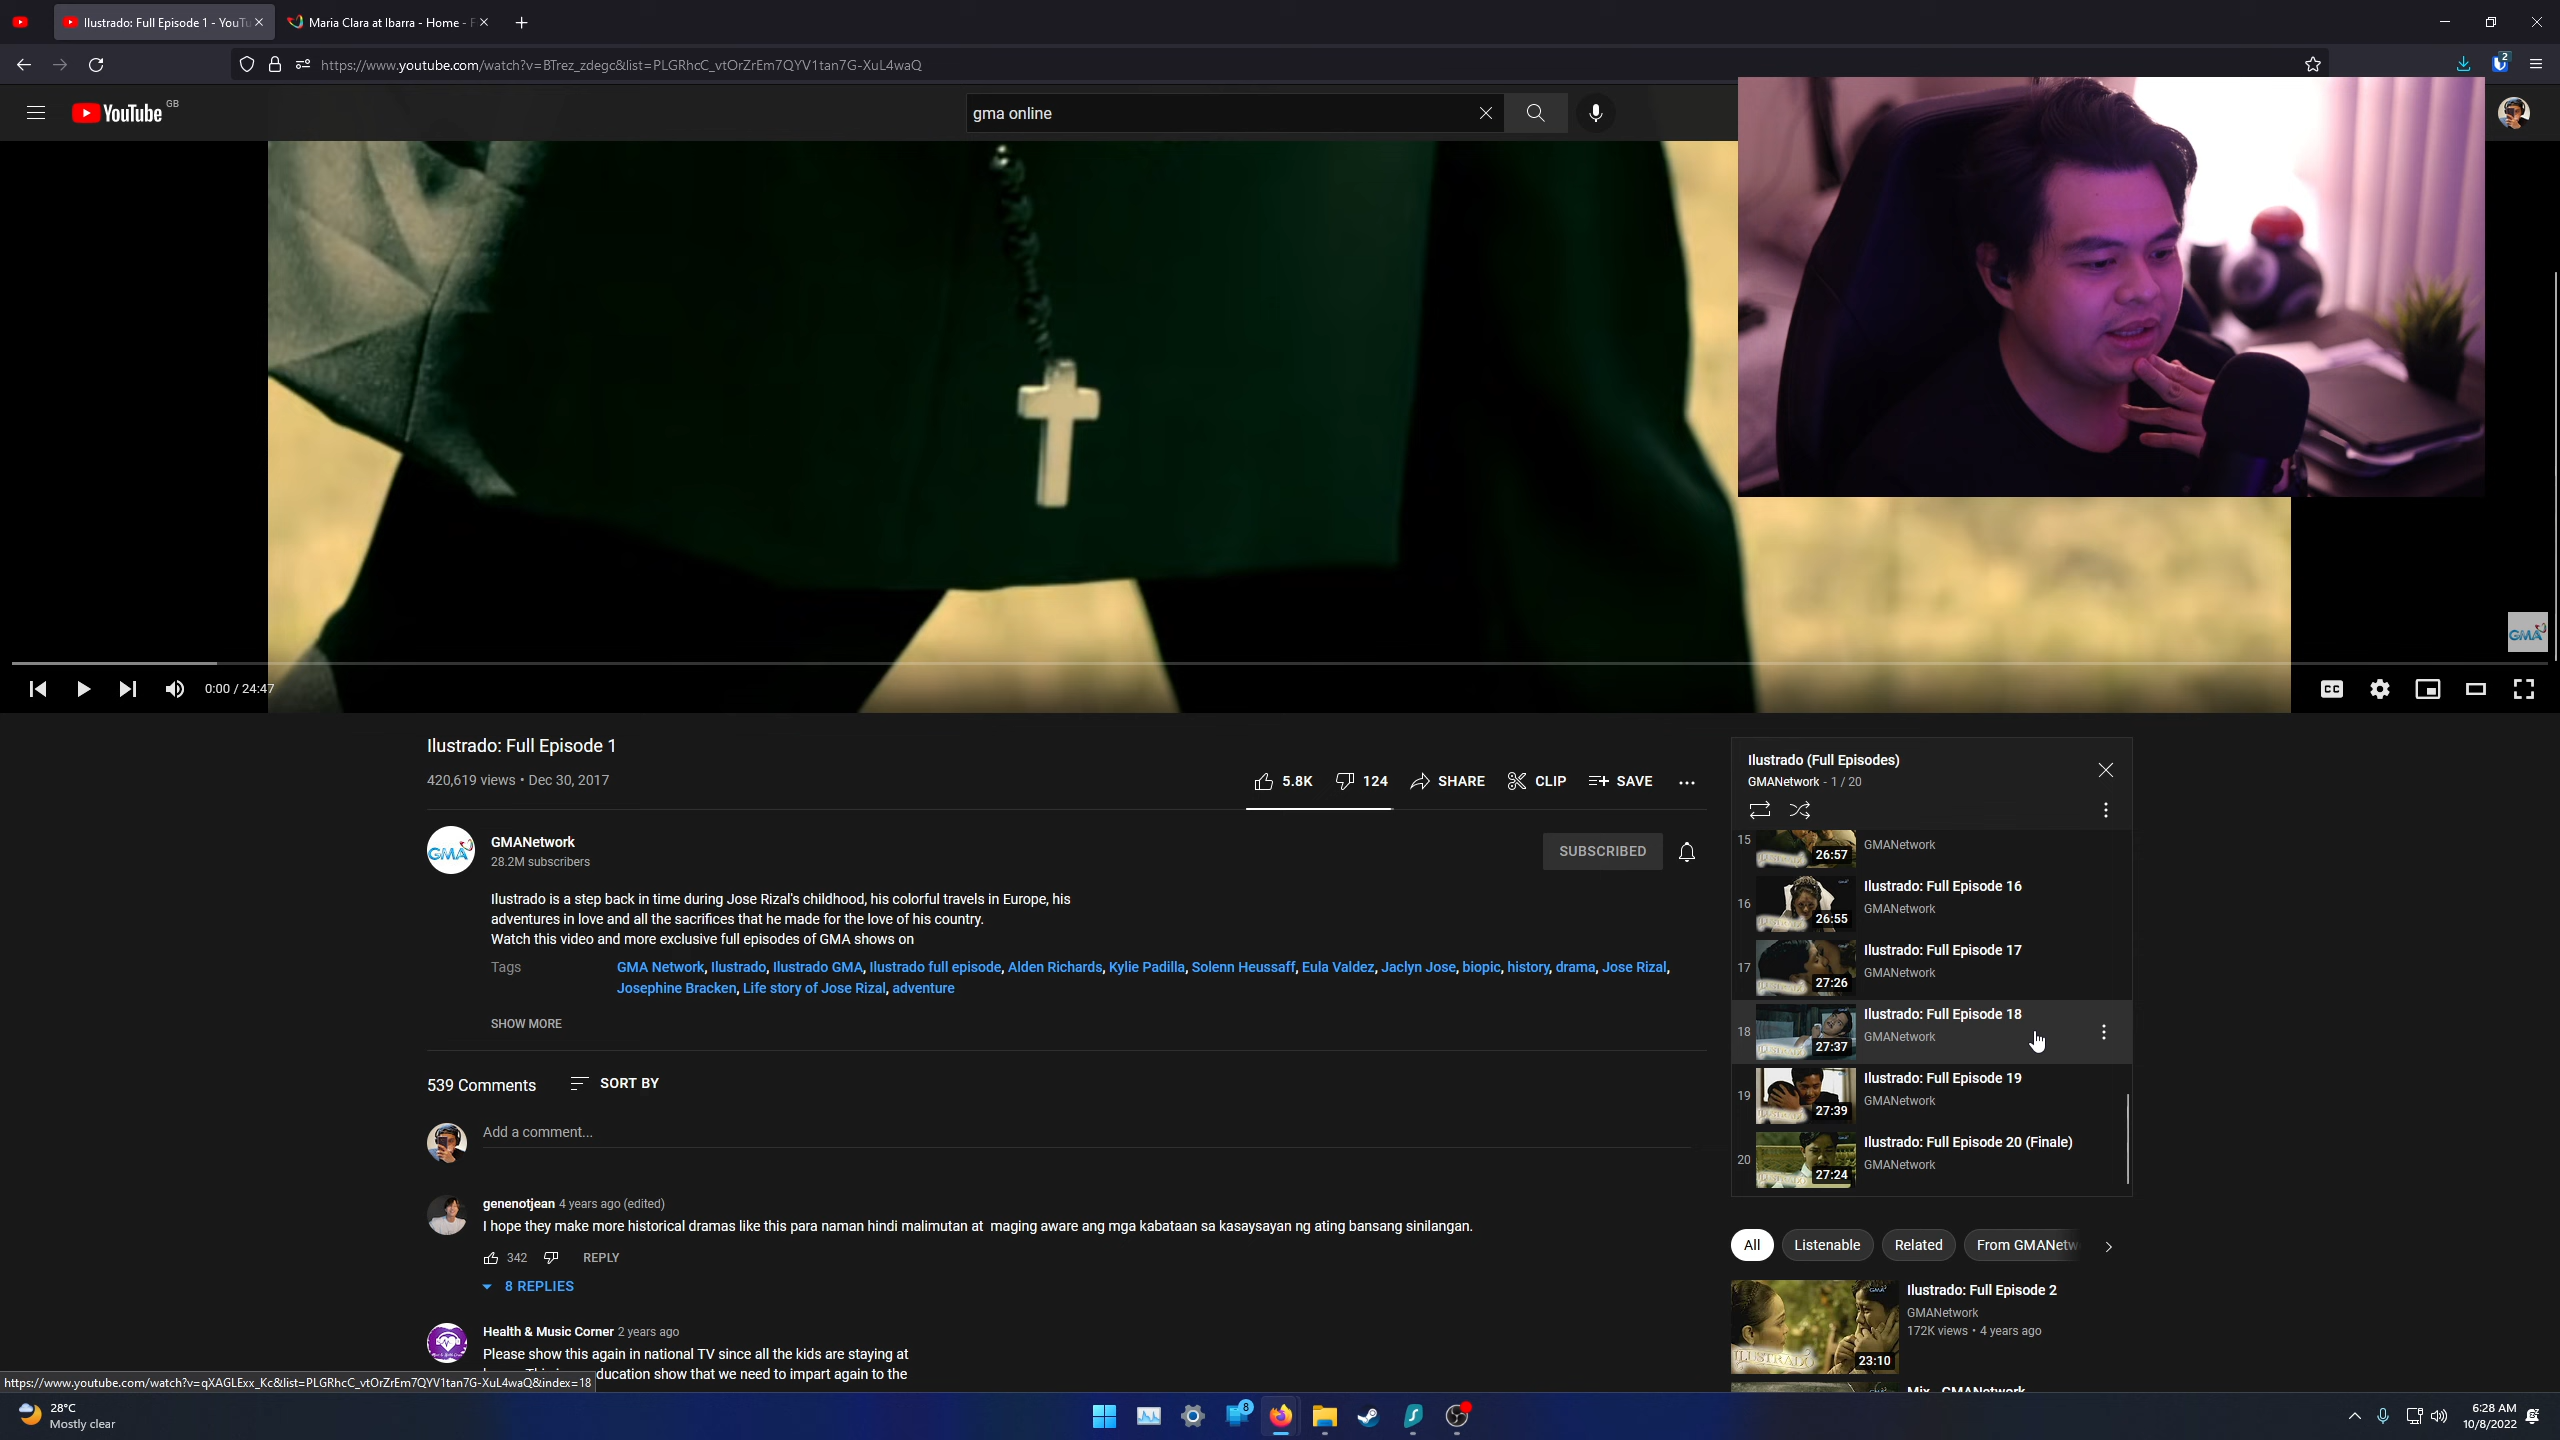 Ilustrado: Full Episode 1 - YouTu
Maria Clara at Ibarra - Home - F
https://www.youtube.com/watch?v=BTrez_zdegc&list=PLGRhcC_vtOrZrEm7QYV1tan7G-XuL4waQ
2
YouTube GB
gma online
GMA
0:00 / 24:47
CC
Ilustrado: Full Episode 1
420,619 views • Dec 30, 2017
5.8K
124
SHARE
CLIP
SAVE
GMA
GMANetwork
28.2M subscribers
SUBSCRIBED
Ilustrado is a step back in time during Jose Rizal's childhood, his colorful travels in Europe, his
adventures in love and all the sacrifices that he made for the love of his country.
Watch this video and more exclusive full episodes of GMA shows on
Tags
GMA Network, Ilustrado, Ilustrado GMA, Ilustrado full episode, Alden Richards, Kylie Padilla, Solenn Heussaff, Eula Valdez, Jaclyn Jose, biopic, history, drama, Jose Rizal,
Josephine Bracken, Life story of Jose Rizal, adventure
SHOW MORE
539 Comments
SORT BY
Add a comment...
genenotjean 4 years ago (edited)
I hope they make more historical dramas like this para naman hindi malimutan at maging aware ang mga kabataan sa kasaysayan ng ating bansang sinilangan.
342
REPLY
8 REPLIES
Health & Music Corner 2 years ago
Please show this again in national TV since all the kids are staying at
ducation show that we need to impart again to the
Ilustrado (Full Episodes)
GMANetwork - 1 / 20
15
26:57
GMANetwork
16
26:55
Ilustrado: Full Episode 16
GMANetwork
17
27:26
Ilustrado: Full Episode 17
GMANetwork
18
27:37
Ilustrado: Full Episode 18
GMANetwork
19
27:39
Ilustrado: Full Episode 19
GMANetwork
20
27:24
Ilustrado: Full Episode 20 (Finale)
GMANetwork
All
Listenable
Related
From GMANetw
ILUSTRADO
23:10
Ilustrado: Full Episode 2
GMANetwork
172K views • 4 years ago
Mix - GMANetwork
https://www.youtube.com/watch?v=qXAGLExx_Kc&list=PLGRhcC_vtOrZrEm7QYV1tan7G-XuL4waQ&index=18
28°C
Mostly clear
8
6:28 AM
10/8/2022